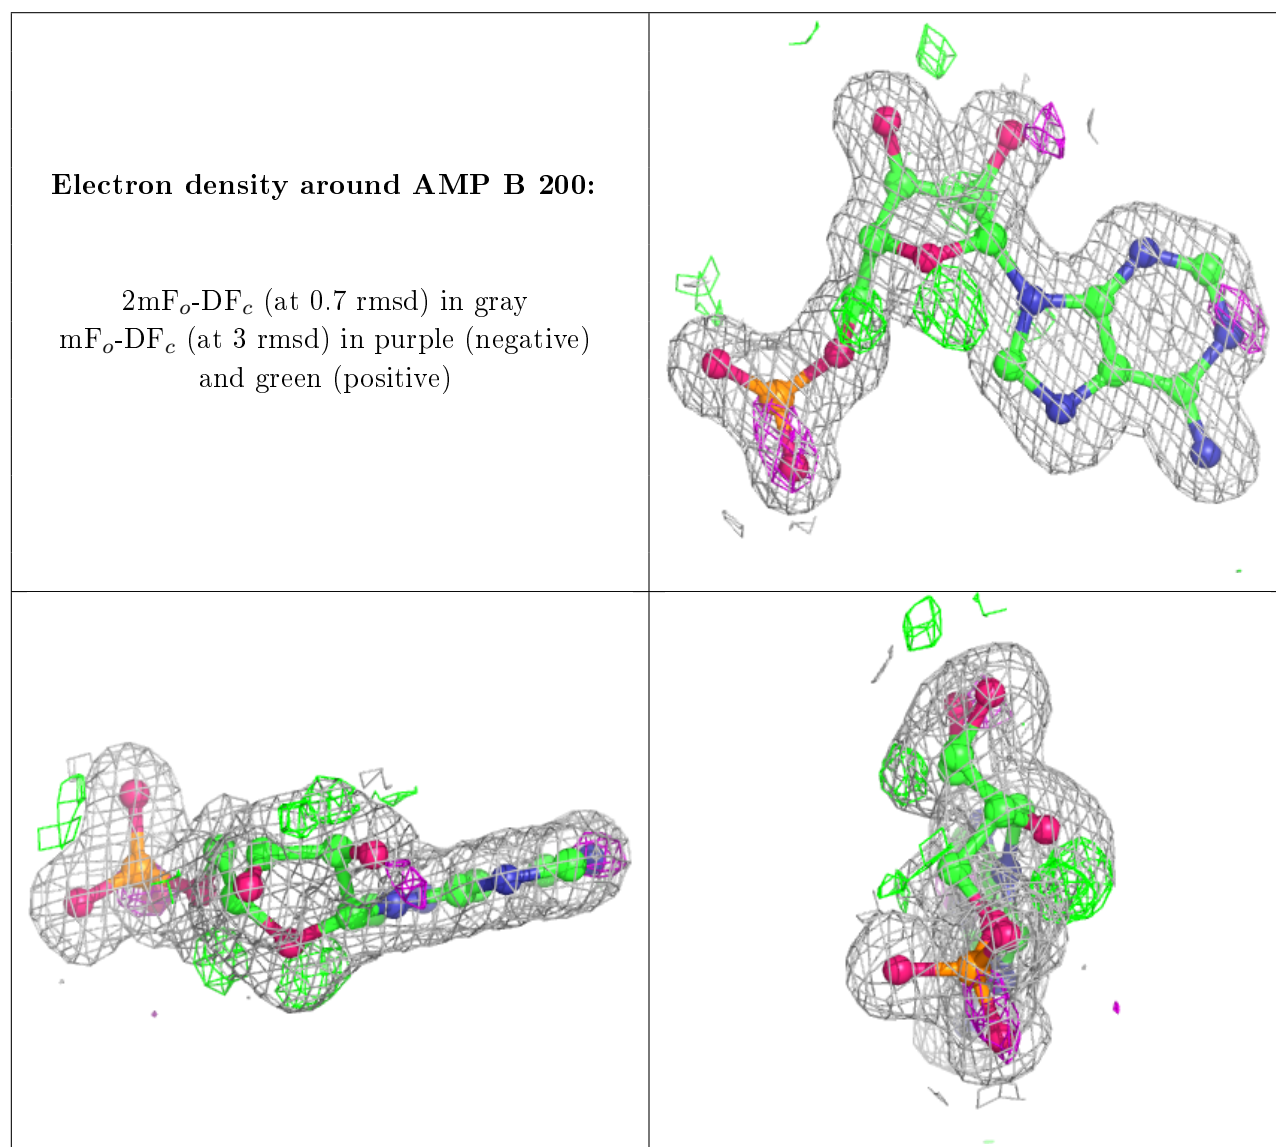 Electron density around AMP B 200:
2mFₒ-DF𝒸 (at 0.7 rmsd) in gray
mFₒ-DF𝒸 (at 3 rmsd) in purple (negative)
and green (positive)